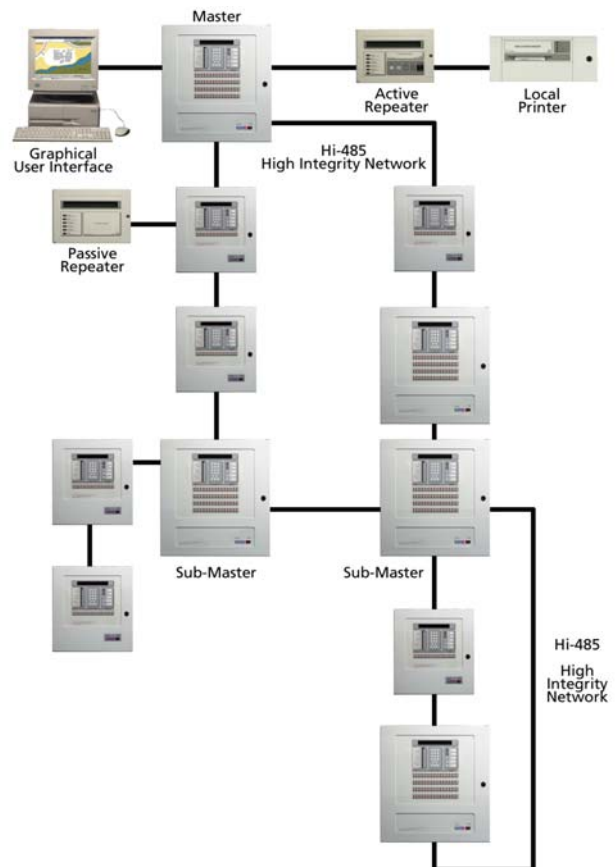 Master
Active
Repeater
Local
Printer
Graphical
User Interface
Hi-485
High Integrity Network
Passive
Repeater
Sub-Master
Sub-Master
Hi-485
High
Integrity
Network